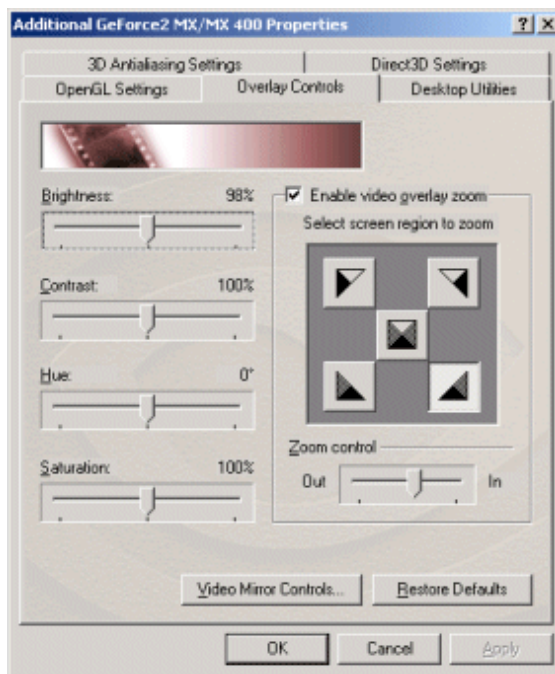 Additional GeForce2 MX/MX 400 Properties
3D Antialiasing Settings Direct3D Settings
OpenGL Settings Overlay Controls Desktop Utilities
Brightness: 98%
Enable video overlay zoom
Select screen region to zoom
Contrast: 100%
Hue: 0°
Zoom control
Saturation: 100%
Out In
Video Mirror Controls... Restore Defaults
OK Cancel Apply